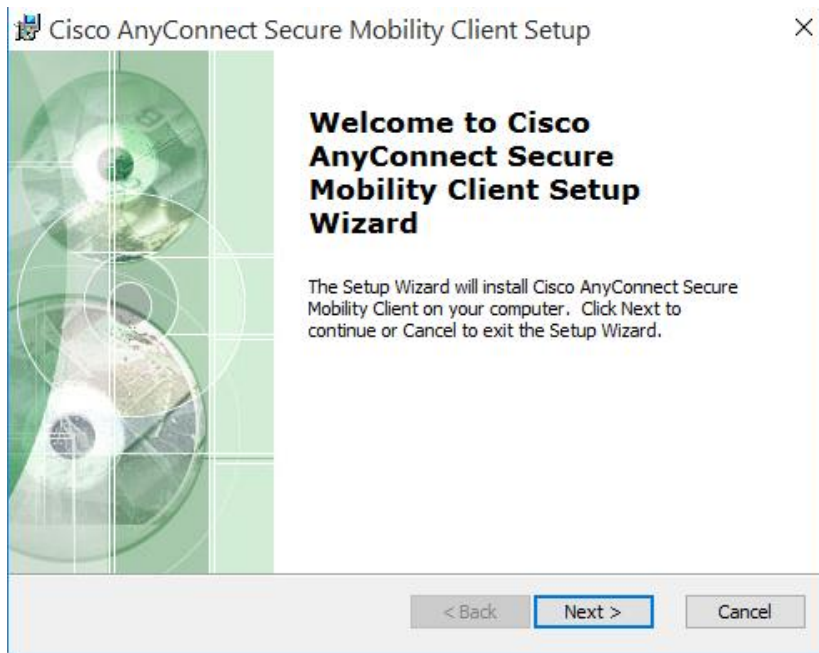 Cisco AnyConnect Secure Mobility Client Setup
Welcome to Cisco
AnyConnect Secure
Mobility Client Setup
Wizard
The Setup Wizard will install Cisco AnyConnect Secure
Mobility Client on your computer.  Click Next to
continue or Cancel to exit the Setup Wizard.
< Back Next > Cancel